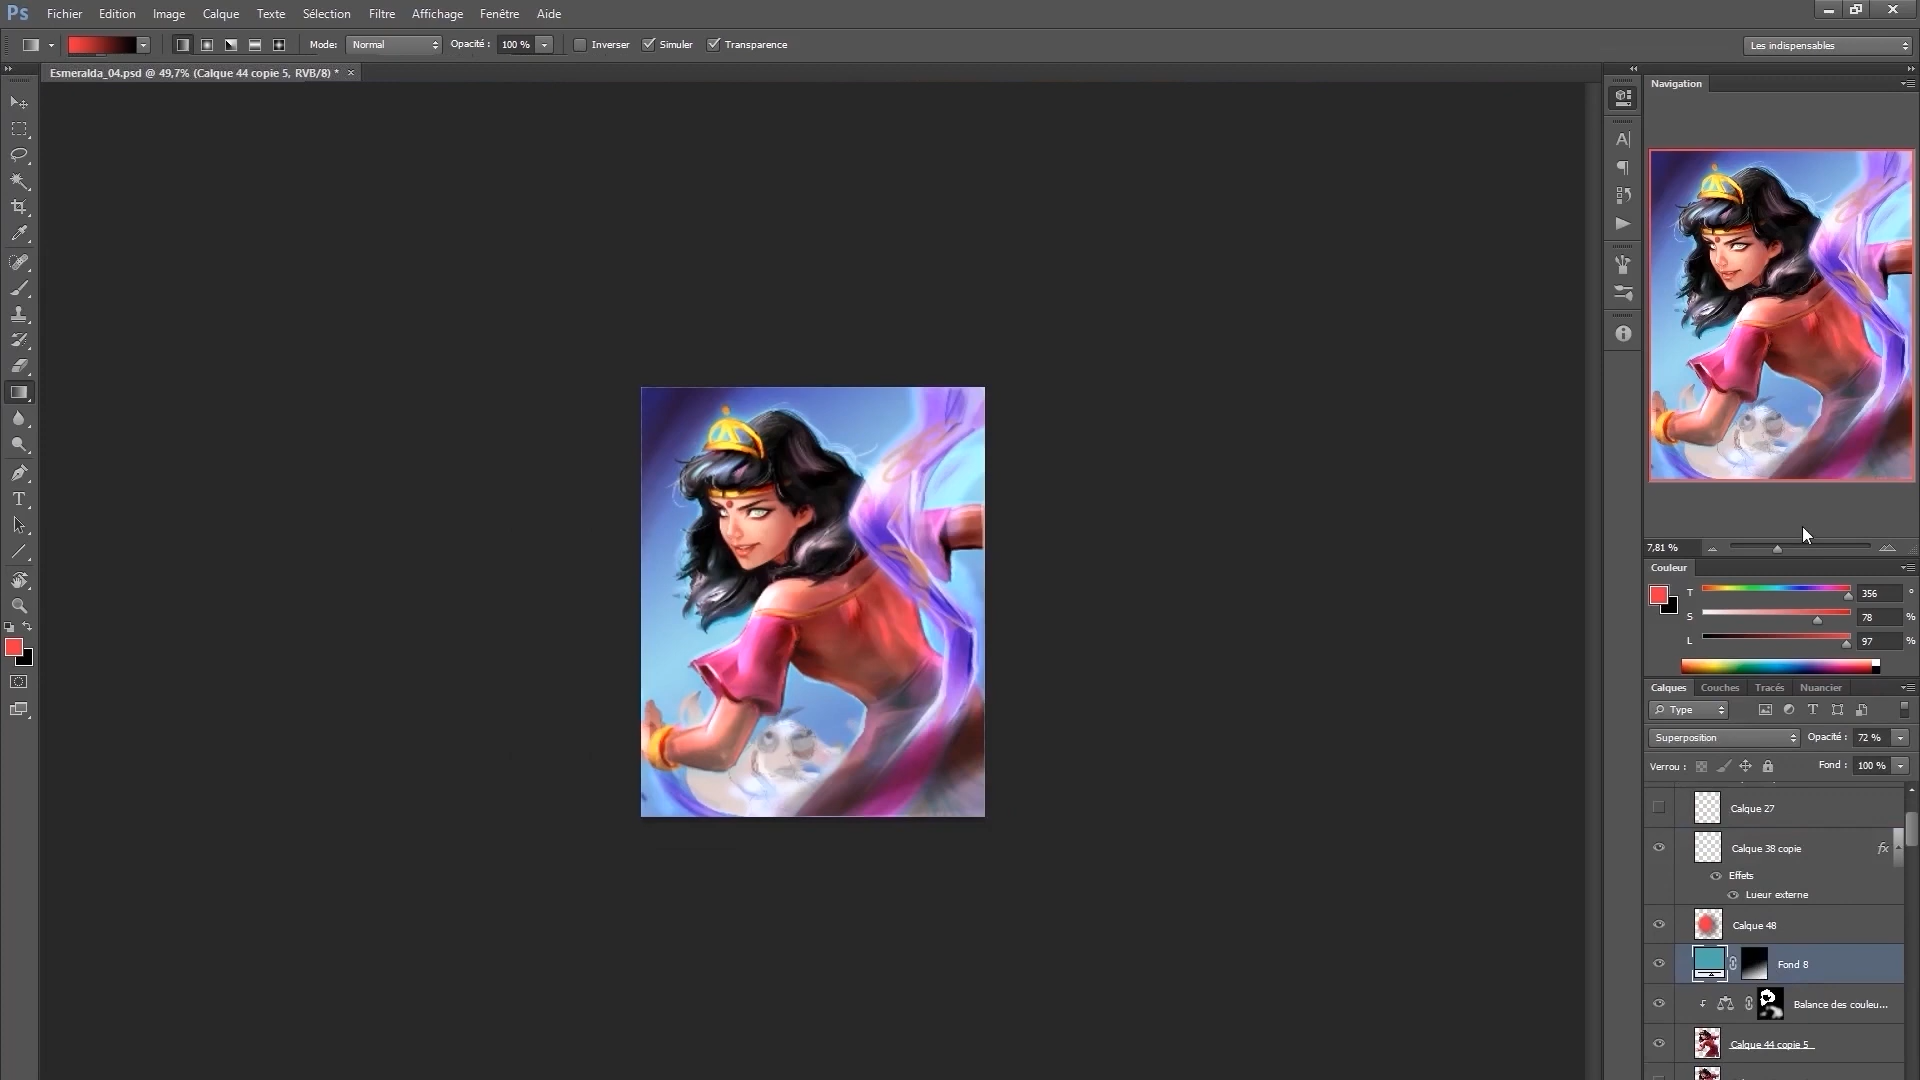 Ps Fichier Edition Image Calque Texte Sélection Filtre Affichage Fenêtre Aide
Mode: Normal Opacité : 100 % Inverser Simuler Transparence Les indispensables
Esmeralda_04.psd @ 49,7% (Calque 44 copie 5, RVB/8) * ×
Navigation
7,81 %
Couleur
T 356 °
S 78 %
L 97 %
Calques Couches Tracés Nuancier
Type
Superposition Opacité : 72 %
Verrou : Fond : 100 %
Calque 27
Calque 38 copie fx
Effets
Lueur externe
Calque 48
Fond 8
Balance des couleu...
Calque 44 copie 5